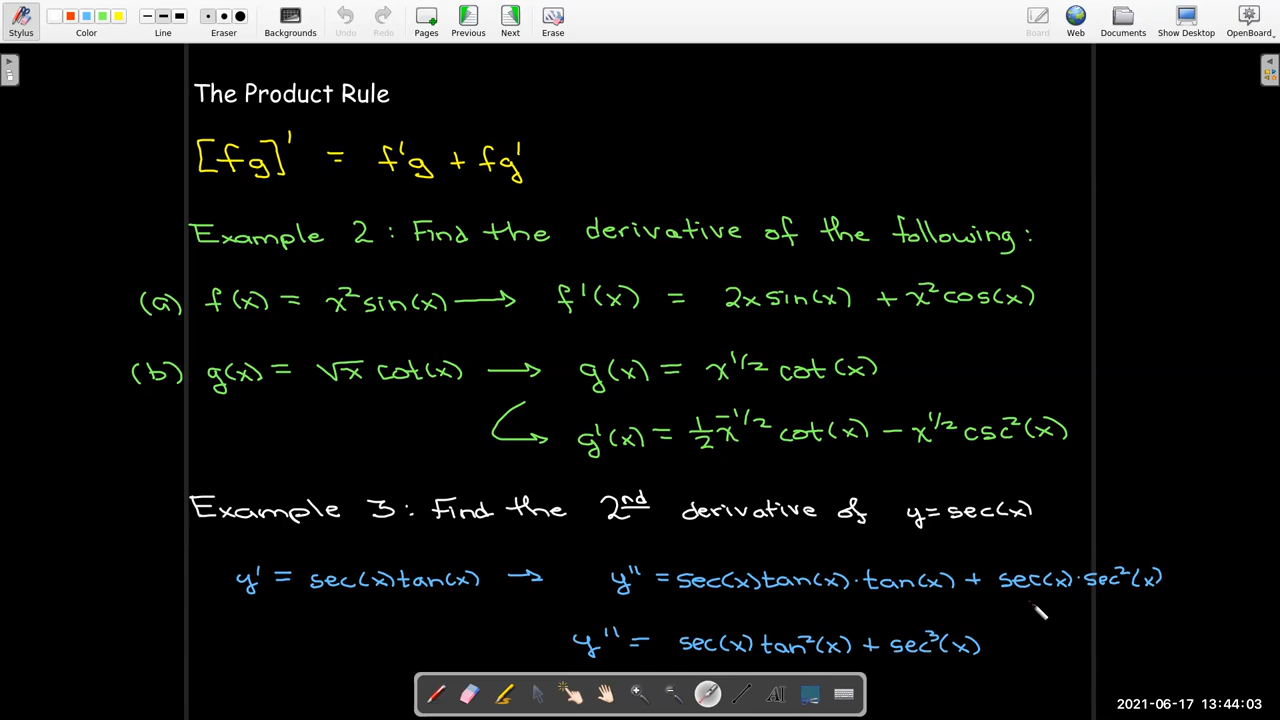 Stylus Color Line Eraser Backgrounds Undo Redo Pages Previous Next Erase Board Web Documents Show Desktop OpenBoard
The Product Rule
[fg]' = f'g + fg'
Example 2 : Find the derivative of the following:
(a) f(x) = x²sin(x) → f'(x) = 2x sin(x) + x²cos(x)
(b) g(x) = √x cot(x) → g(x) = x^1/2 cot(x)
↳ g'(x) = 1/2 x^-1/2 cot(x) − x^1/2 csc²(x)
Example 3 : Find the 2nd derivative of y=sec(x)
y' = sec(x)tan(x) → y'' = sec(x)tan(x)·tan(x) + sec(x)·sec²(x)
y'' = sec(x)tan²(x) + sec³(x)
AI
2021-06-17 13:44:03